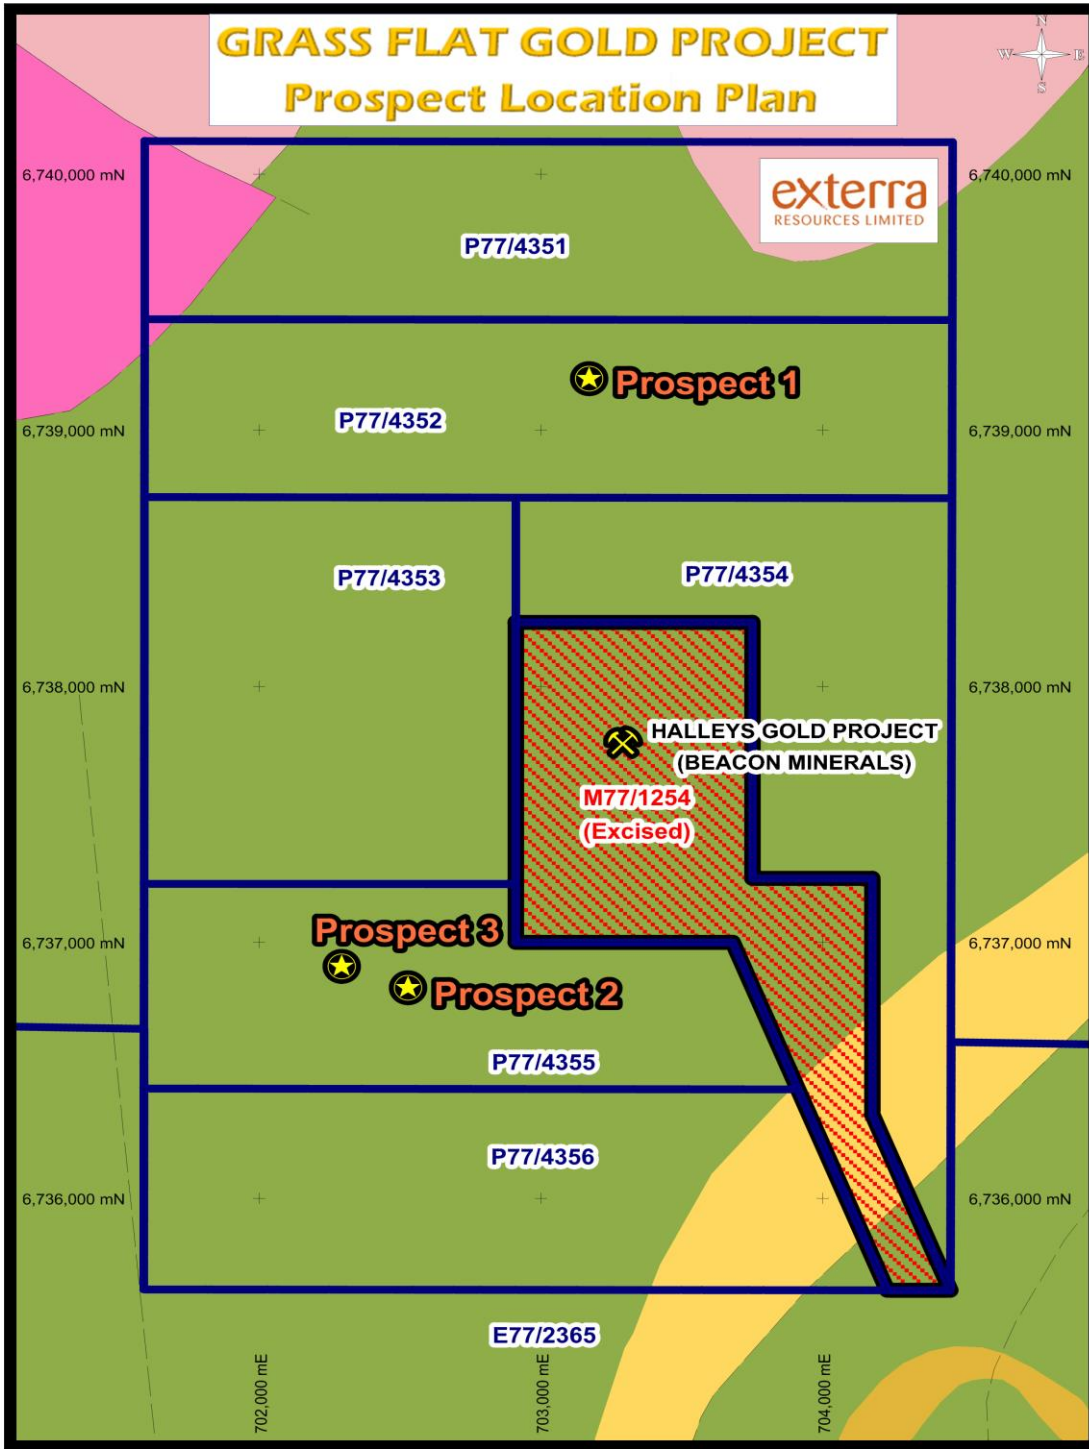 GRASS FLAT GOLD PROJECT
Prospect Location Plan
N
W E
S
6,740,000 mN
6,740,000 mN
exterra
RESOURCES LIMITED
P77/4351
Prospect 1
P77/4352
6,739,000 mN
6,739,000 mN
P77/4353
P77/4354
6,738,000 mN
6,738,000 mN
HALLEYS GOLD PROJECT
(BEACON MINERALS)
M77/1254
(Excised)
Prospect 3
6,737,000 mN
6,737,000 mN
Prospect 2
P77/4355
P77/4356
6,736,000 mN
6,736,000 mN
E77/2365
702,000 mE
703,000 mE
704,000 mE